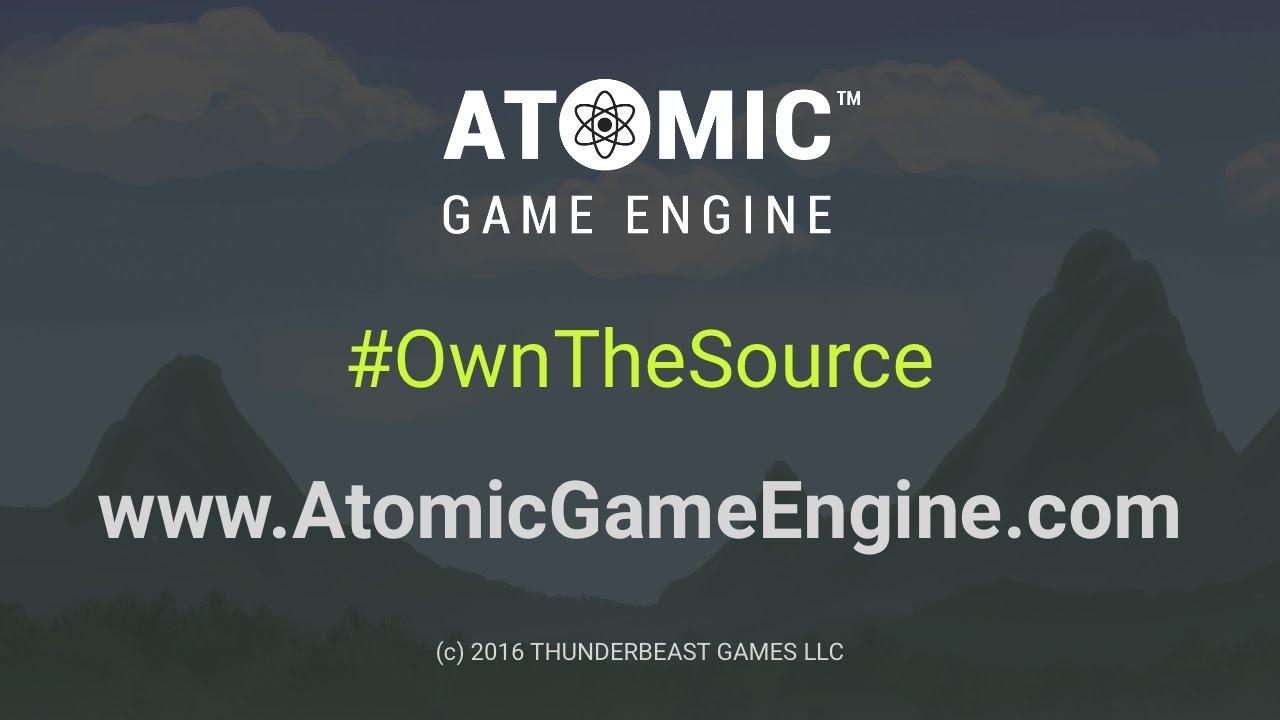 ATOMIC™
GAME ENGINE
#OwnTheSource
www.AtomicGameEngine.com
(c) 2016 THUNDERBEAST GAMES LLC